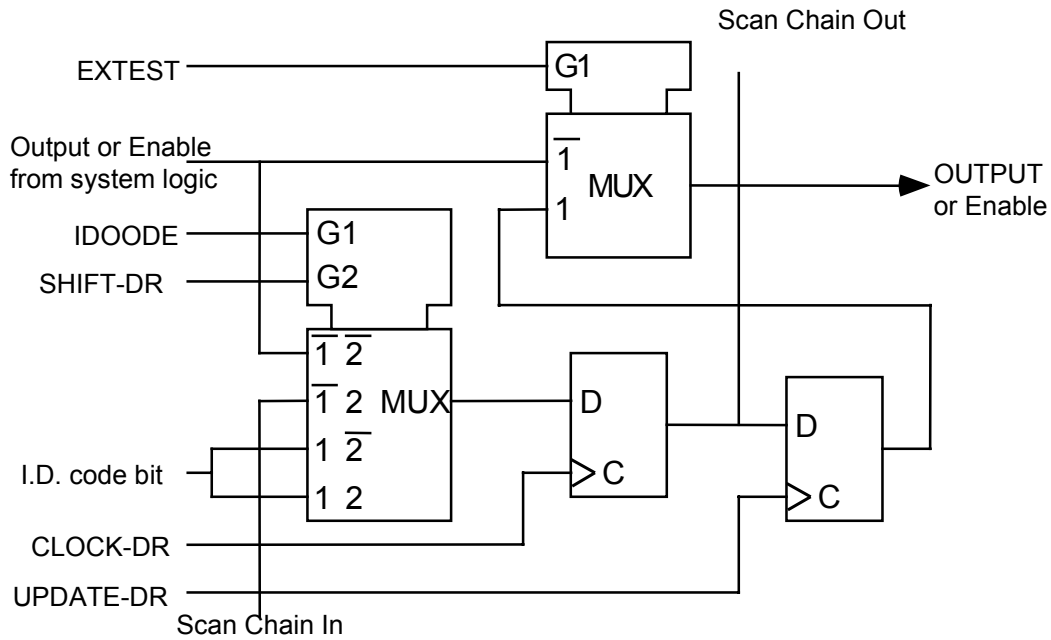 Scan Chain Out
EXTEST
G1
Output or Enable
from system logic
1̅
MUX
1
OUTPUT
or Enable
IDOODE
G1
SHIFT-DR
G2
1̅ 2̅
1̅ 2 MUX
D
D
1 2̅
I.D. code bit
C
1 2
C
CLOCK-DR
UPDATE-DR
Scan Chain In